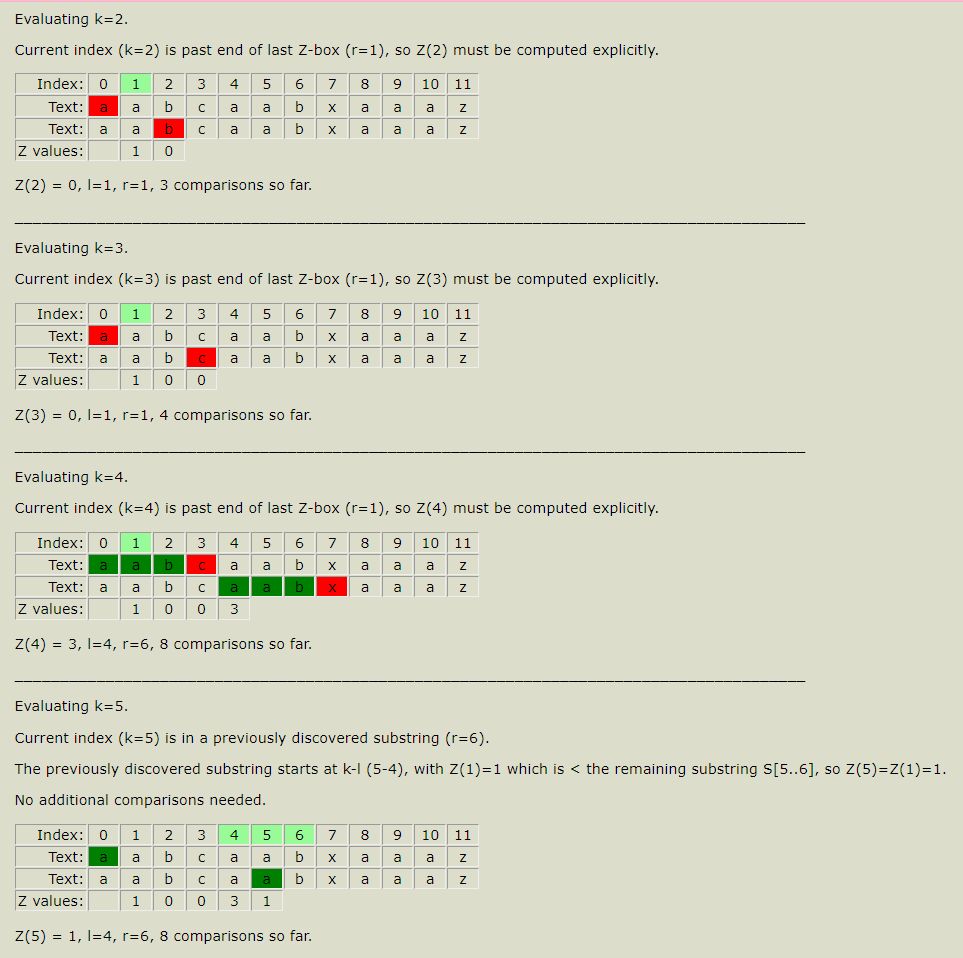 Evaluating k=2.
Current index (k=2) is past end of last Z-box (r=1), so Z(2) must be computed explicitly.
Index: 0 1 2 3 4 5 6 7 8 9 10 11
Text: a a b c a a b x a a a z
Text: a a b c a a b x a a a z
Z values: 1 0
Z(2) = 0, l=1, r=1, 3 comparisons so far.
Evaluating k=3.
Current index (k=3) is past end of last Z-box (r=1), so Z(3) must be computed explicitly.
Index: 0 1 2 3 4 5 6 7 8 9 10 11
Text: a a b c a a b x a a a z
Text: a a b c a a b x a a a z
Z values: 1 0 0
Z(3) = 0, l=1, r=1, 4 comparisons so far.
Evaluating k=4.
Current index (k=4) is past end of last Z-box (r=1), so Z(4) must be computed explicitly.
Index: 0 1 2 3 4 5 6 7 8 9 10 11
Text: a a b c a a b x a a a z
Text: a a b c a a b x a a a z
Z values: 1 0 0 3
Z(4) = 3, l=4, r=6, 8 comparisons so far.
Evaluating k=5.
Current index (k=5) is in a previously discovered substring (r=6).
The previously discovered substring starts at k-l (5-4), with Z(1)=1 which is < the remaining substring S[5..6], so Z(5)=Z(1)=1.
No additional comparisons needed.
Index: 0 1 2 3 4 5 6 7 8 9 10 11
Text: a a b c a a b x a a a z
Text: a a b c a a b x a a a z
Z values: 1 0 0 3 1
Z(5) = 1, l=4, r=6, 8 comparisons so far.